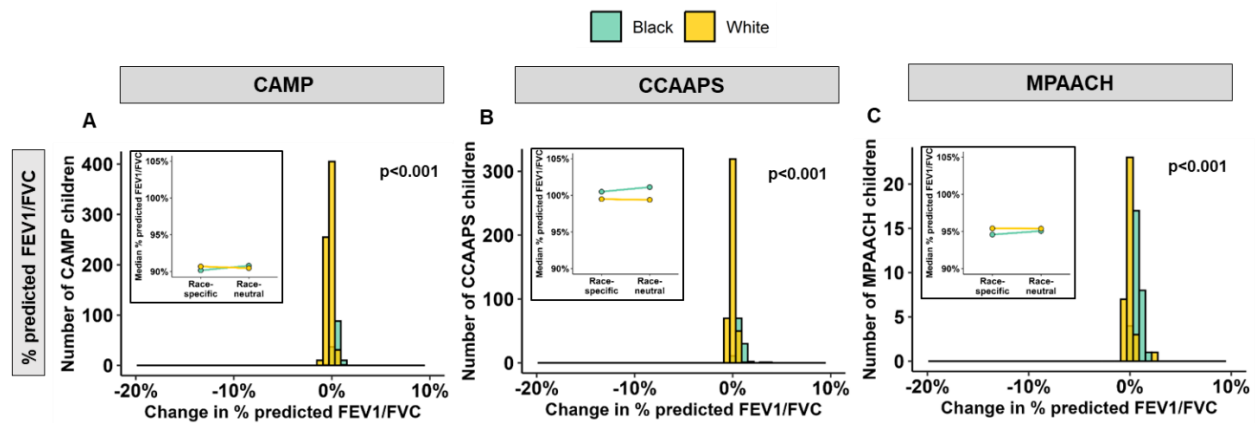 Black White
CAMP
CCAAPS
MPAACH
% predicted FEV1/FVC
A
Number of CAMP children
400
300
200
100
0
p<0.001
Median % predicted FEV1/FVC
105%
100%
95%
90%
Race-
specific
Race-
neutral
-20% -10% 0% 10%
Change in % predicted FEV1/FVC
B
Number of CCAAPS children
300
200
100
0
p<0.001
Median % predicted FEV1/FVC
105%
100%
95%
90%
Race-
specific
Race-
neutral
-20% -10% 0% 10%
Change in % predicted FEV1/FVC
C
Number of MPAACH children
20
15
10
5
0
p<0.001
Median % predicted FEV1/FVC
105%
100%
95%
90%
Race-
specific
Race-
neutral
-20% -10% 0% 10%
Change in % predicted FEV1/FVC